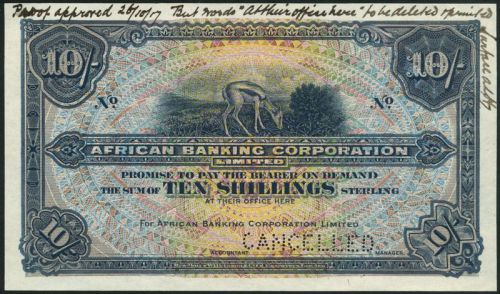 Proof approved 26/10/17 But words "At their office here" to be deleted & printed
10/- 10/-
No No
AFRICAN BANKING CORPORATION
LIMITED
PROMISE TO PAY THE BEARER ON DEMAND
THE SUM OF TEN SHILLINGS STERLING
AT THEIR OFFICE HERE
For AFRICAN BANKING CORPORATION LIMITED
CANCELLED
ACCOUNTANT. MANAGER.
10/- 10/-